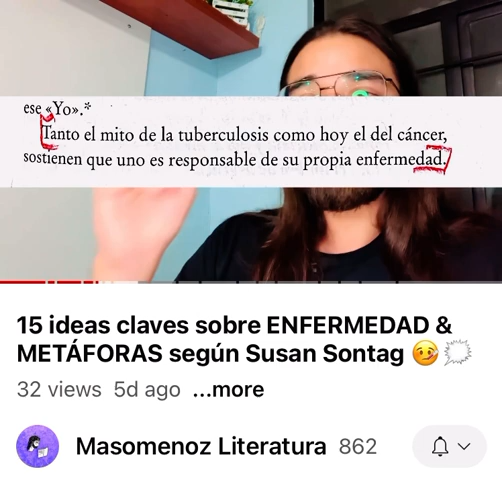 ese «Yo».*
Tanto el mito de la tuberculosis como hoy el del cáncer,
sostienen que uno es responsable de su propia enfermedad.
15 ideas claves sobre ENFERMEDAD &
METÁFORAS según Susan Sontag 🤒💭
32 views 5d ago ...more
Masomenoz Literatura 862